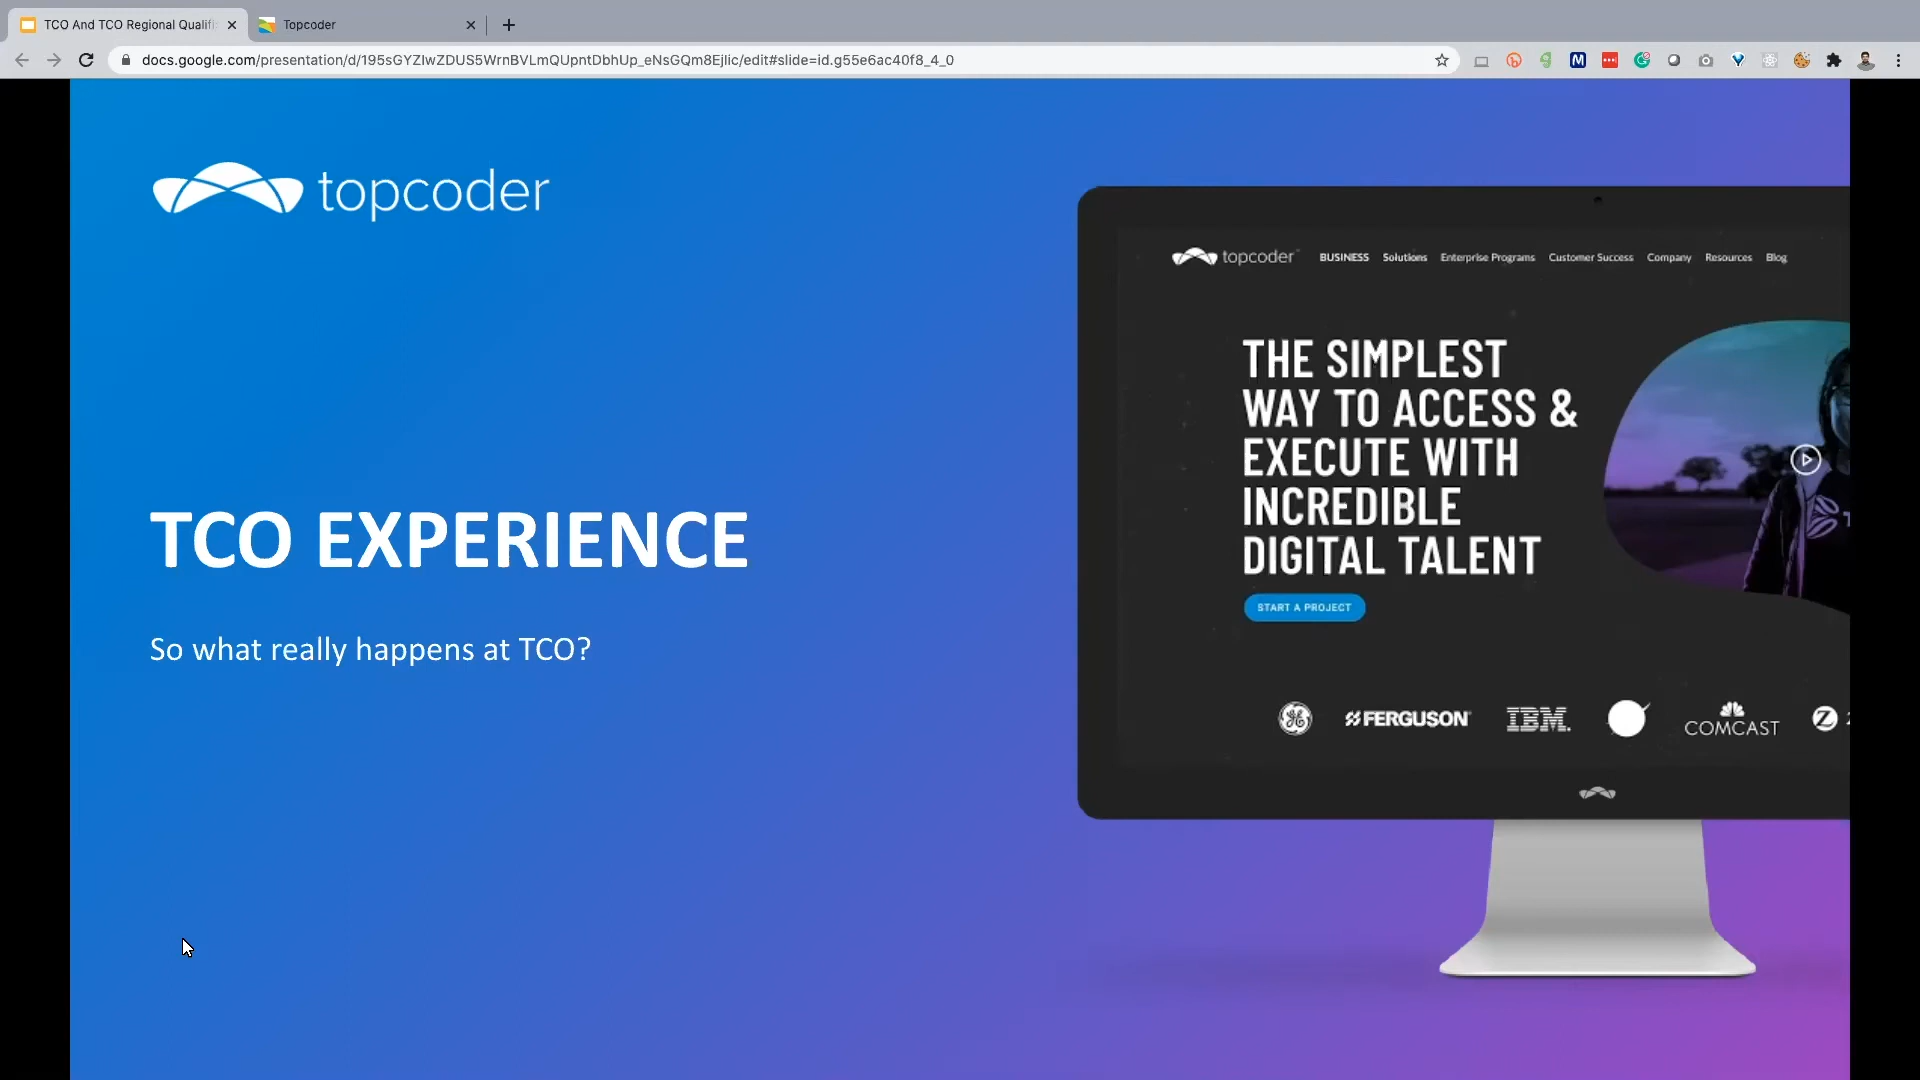 TCO And TCO Regional Qualifi
Topcoder
docs.google.com/presentation/d/195sGYZIwZDUS5WrnBVLmQUpntDbhUp_eNsGQm8EjIic/edit#slide=id.g55e6ac40f8_4_0
topcoder
TCO EXPERIENCE
So what really happens at TCO?
topcoder BUSINESS Solutions Enterprise Programs Customer Success Company Resources Blog
THE SIMPLEST
WAY TO ACCESS &
EXECUTE WITH
INCREDIBLE
DIGITAL TALENT
START A PROJECT
GE FERGUSON IBM. COMCAST Z